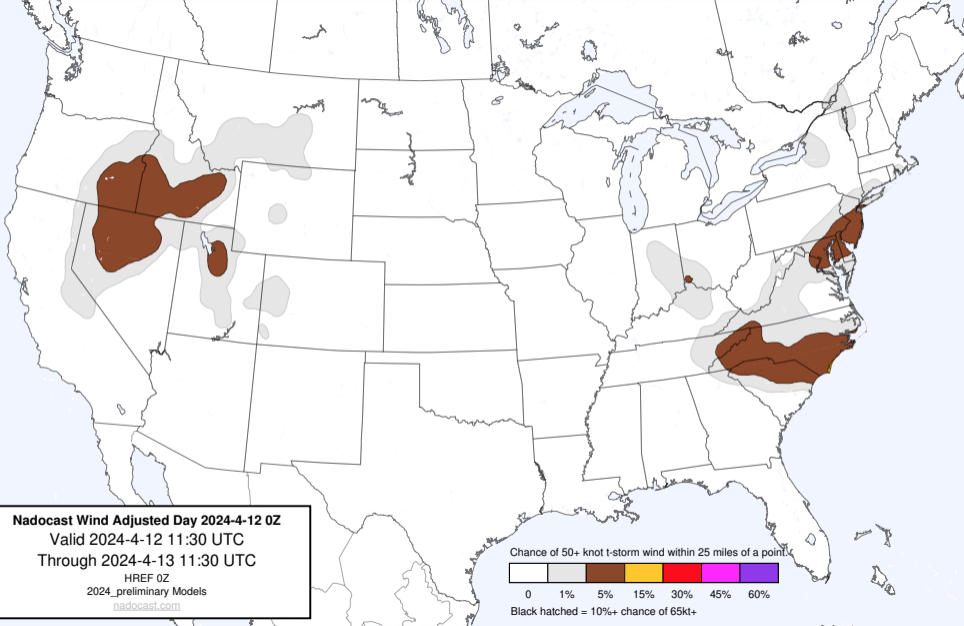 Nadocast Wind Adjusted Day 2024-4-12 0Z
Valid 2024-4-12 11:30 UTC
Through 2024-4-13 11:30 UTC
HREF 0Z
2024_preliminary Models
nadocast.com
Chance of 50+ knot t-storm wind within 25 miles of a point.
0 1% 5% 15% 30% 45% 60%
Black hatched = 10%+ chance of 65kt+